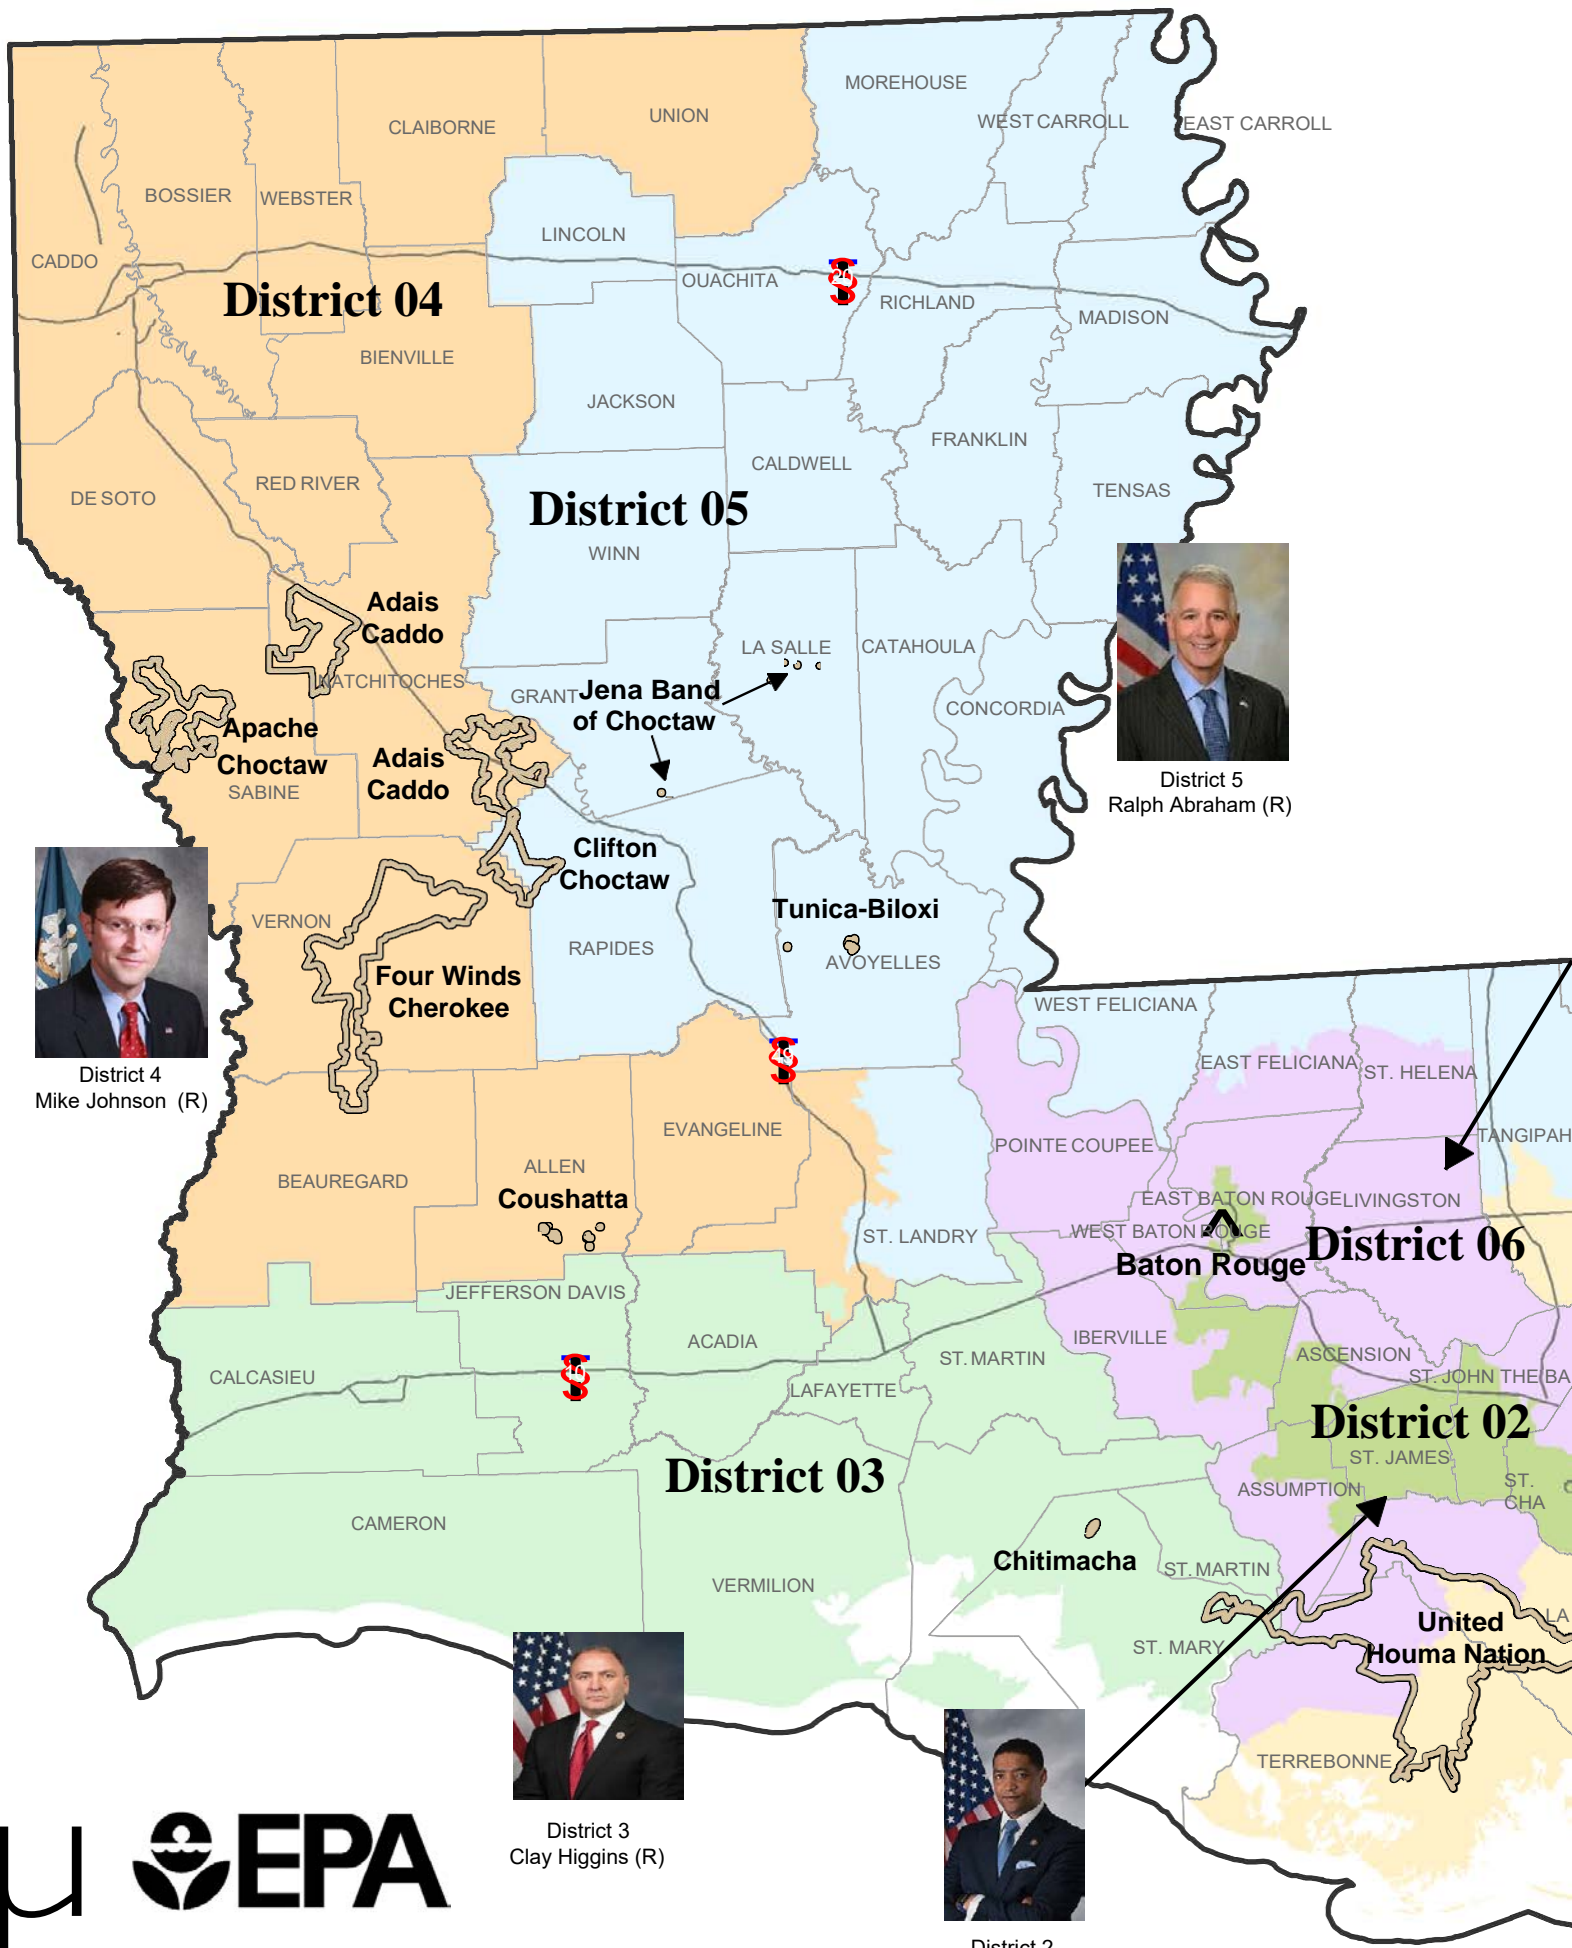 MOREHOUSE
UNION
WEST CARROLL
EAST CARROLL
CLAIBORNE
BOSSIER
WEBSTER
LINCOLN
CADDO
OUACHITA
District 04
RICHLAND
MADISON
BIENVILLE
JACKSON
FRANKLIN
CALDWELL
RED RIVER
DE SOTO
TENSAS
District 05
WINN
Adais
Caddo
LA SALLE
CATAHOULA
NATCHITOCHES
GRANT
Jena Band
of Choctaw
CONCORDIA
Apache
Choctaw
SABINE
Adais
Caddo
District 5
Ralph Abraham (R)
Clifton
Choctaw
Tunica-Biloxi
VERNON
RAPIDES
AVOYELLES
Four Winds
Cherokee
WEST FELICIANA
District 4
Mike Johnson (R)
EAST FELICIANA
ST. HELENA
EVANGELINE
TANGIPAH
POINTE COUPEE
ALLEN
BEAUREGARD
Coushatta
EAST BATON ROUGE
LIVINGSTON
ST. LANDRY
WEST BATON ROUGE
District 06
Baton Rouge
JEFFERSON DAVIS
IBERVILLE
ACADIA
ST. MARTIN
ASCENSION
CALCASIEU
ST. JOHN THE BA
LAFAYETTE
District 02
ST. JAMES
District 03
ASSUMPTION
ST.
CHA
CAMERON
Chitimacha
ST. MARTIN
VERMILION
LA
United
Houma Nation
ST. MARY
TERREBONNE
District 3
Clay Higgins (R)
µ
EPA
District 2